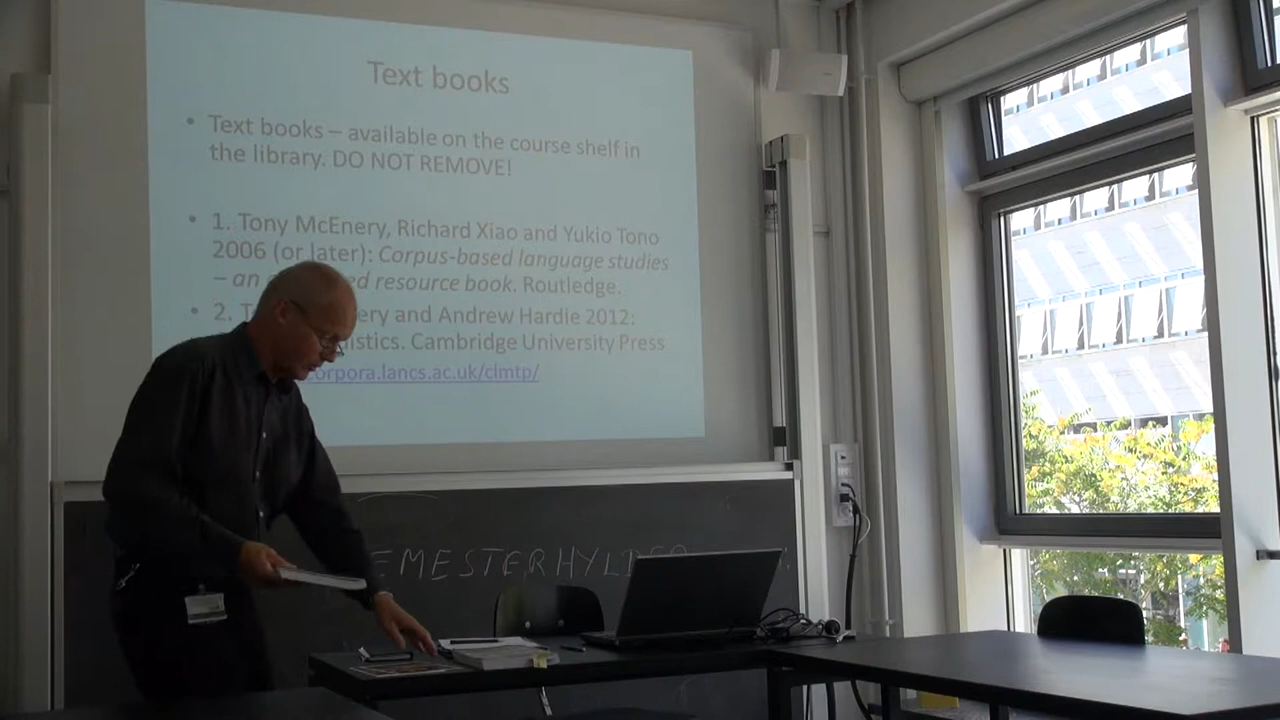 Text books
• Text books – available on the course shelf in
the library. DO NOT REMOVE!
• 1. Tony McEnery, Richard Xiao and Yukio Tono
2006 (or later): Corpus-based language studies
– an ed resource book. Routledge.
• 2. T ery and Andrew Hardie 2012:
istics. Cambridge University Press
corpora.lancs.ac.uk/clmtp/
EMESTERHYLDE